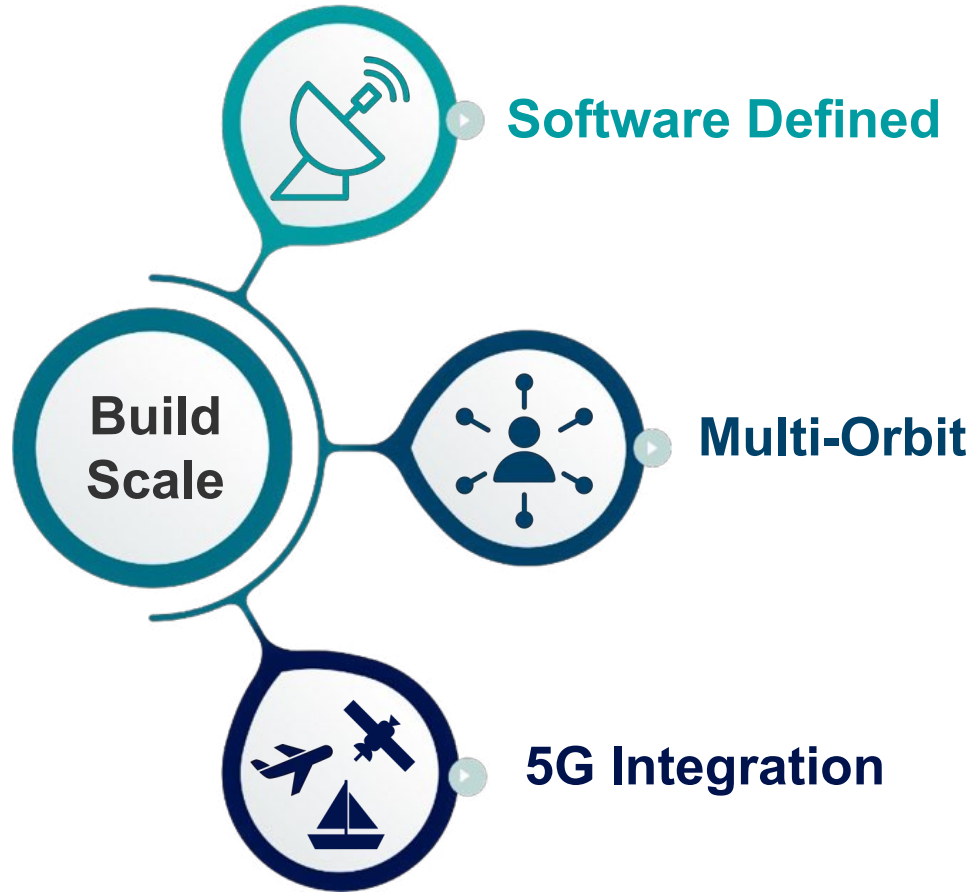 Software Defined
Build
Scale
Multi-Orbit
5G Integration